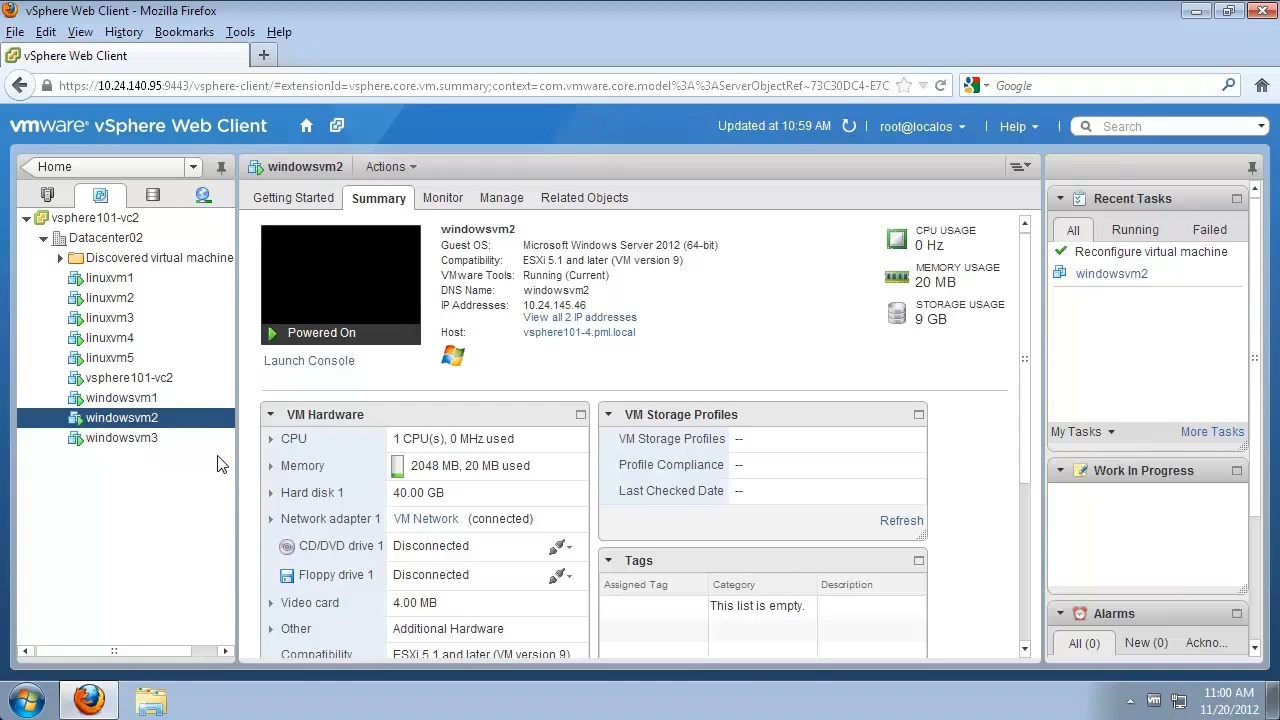 vSphere Web Client - Mozilla Firefox
File Edit View History Bookmarks Tools Help
vSphere Web Client
https://10.24.140.95:9443/vsphere-client/#extensionId=vsphere.core.vm.summary;context=com.vmware.core.model%3A%3AServerObjectRef~73C30DC4-E7C
Google
vmware® vSphere Web Client
Updated at 10:59 AM
root@localos
Help
Search
Home
vsphere101-vc2
Datacenter02
Discovered virtual machine
linuxvm1
linuxvm2
linuxvm3
linuxvm4
linuxvm5
vsphere101-vc2
windowsvm1
windowsvm2
windowsvm3
windowsvm2 Actions
Getting Started Summary Monitor Manage Related Objects
Powered On
Launch Console
windowsvm2
Guest OS: Microsoft Windows Server 2012 (64-bit)
Compatibility: ESXi 5.1 and later (VM version 9)
VMware Tools: Running (Current)
DNS Name: windowsvm2
IP Addresses: 10.24.145.46
View all 2 IP addresses
Host: vsphere101-4.pml.local
CPU USAGE
0 Hz
MEMORY USAGE
20 MB
STORAGE USAGE
9 GB
VM Hardware
CPU 1 CPU(s), 0 MHz used
Memory 2048 MB, 20 MB used
Hard disk 1 40.00 GB
Network adapter 1 VM Network (connected)
CD/DVD drive 1 Disconnected
Floppy drive 1 Disconnected
Video card 4.00 MB
Other Additional Hardware
Compatibility ESXi 5.1 and later (VM version 9)
VM Storage Profiles
VM Storage Profiles --
Profile Compliance --
Last Checked Date --
Refresh
Tags
Assigned Tag Category Description
This list is empty.
Recent Tasks
All Running Failed
Reconfigure virtual machine
windowsvm2
My Tasks More Tasks
Work In Progress
Alarms
All (0) New (0) Ackno...
11:00 AM
11/20/2012